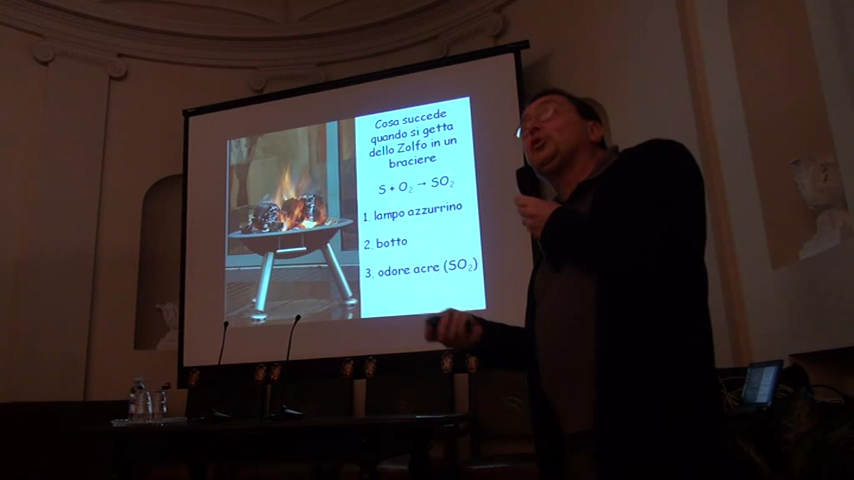 Cosa succede
quando si getta
dello Zolfo in un
braciere
S + O₂ → SO₂
1. lampo azzurrino
2. botto
3. odore acre (SO₂)